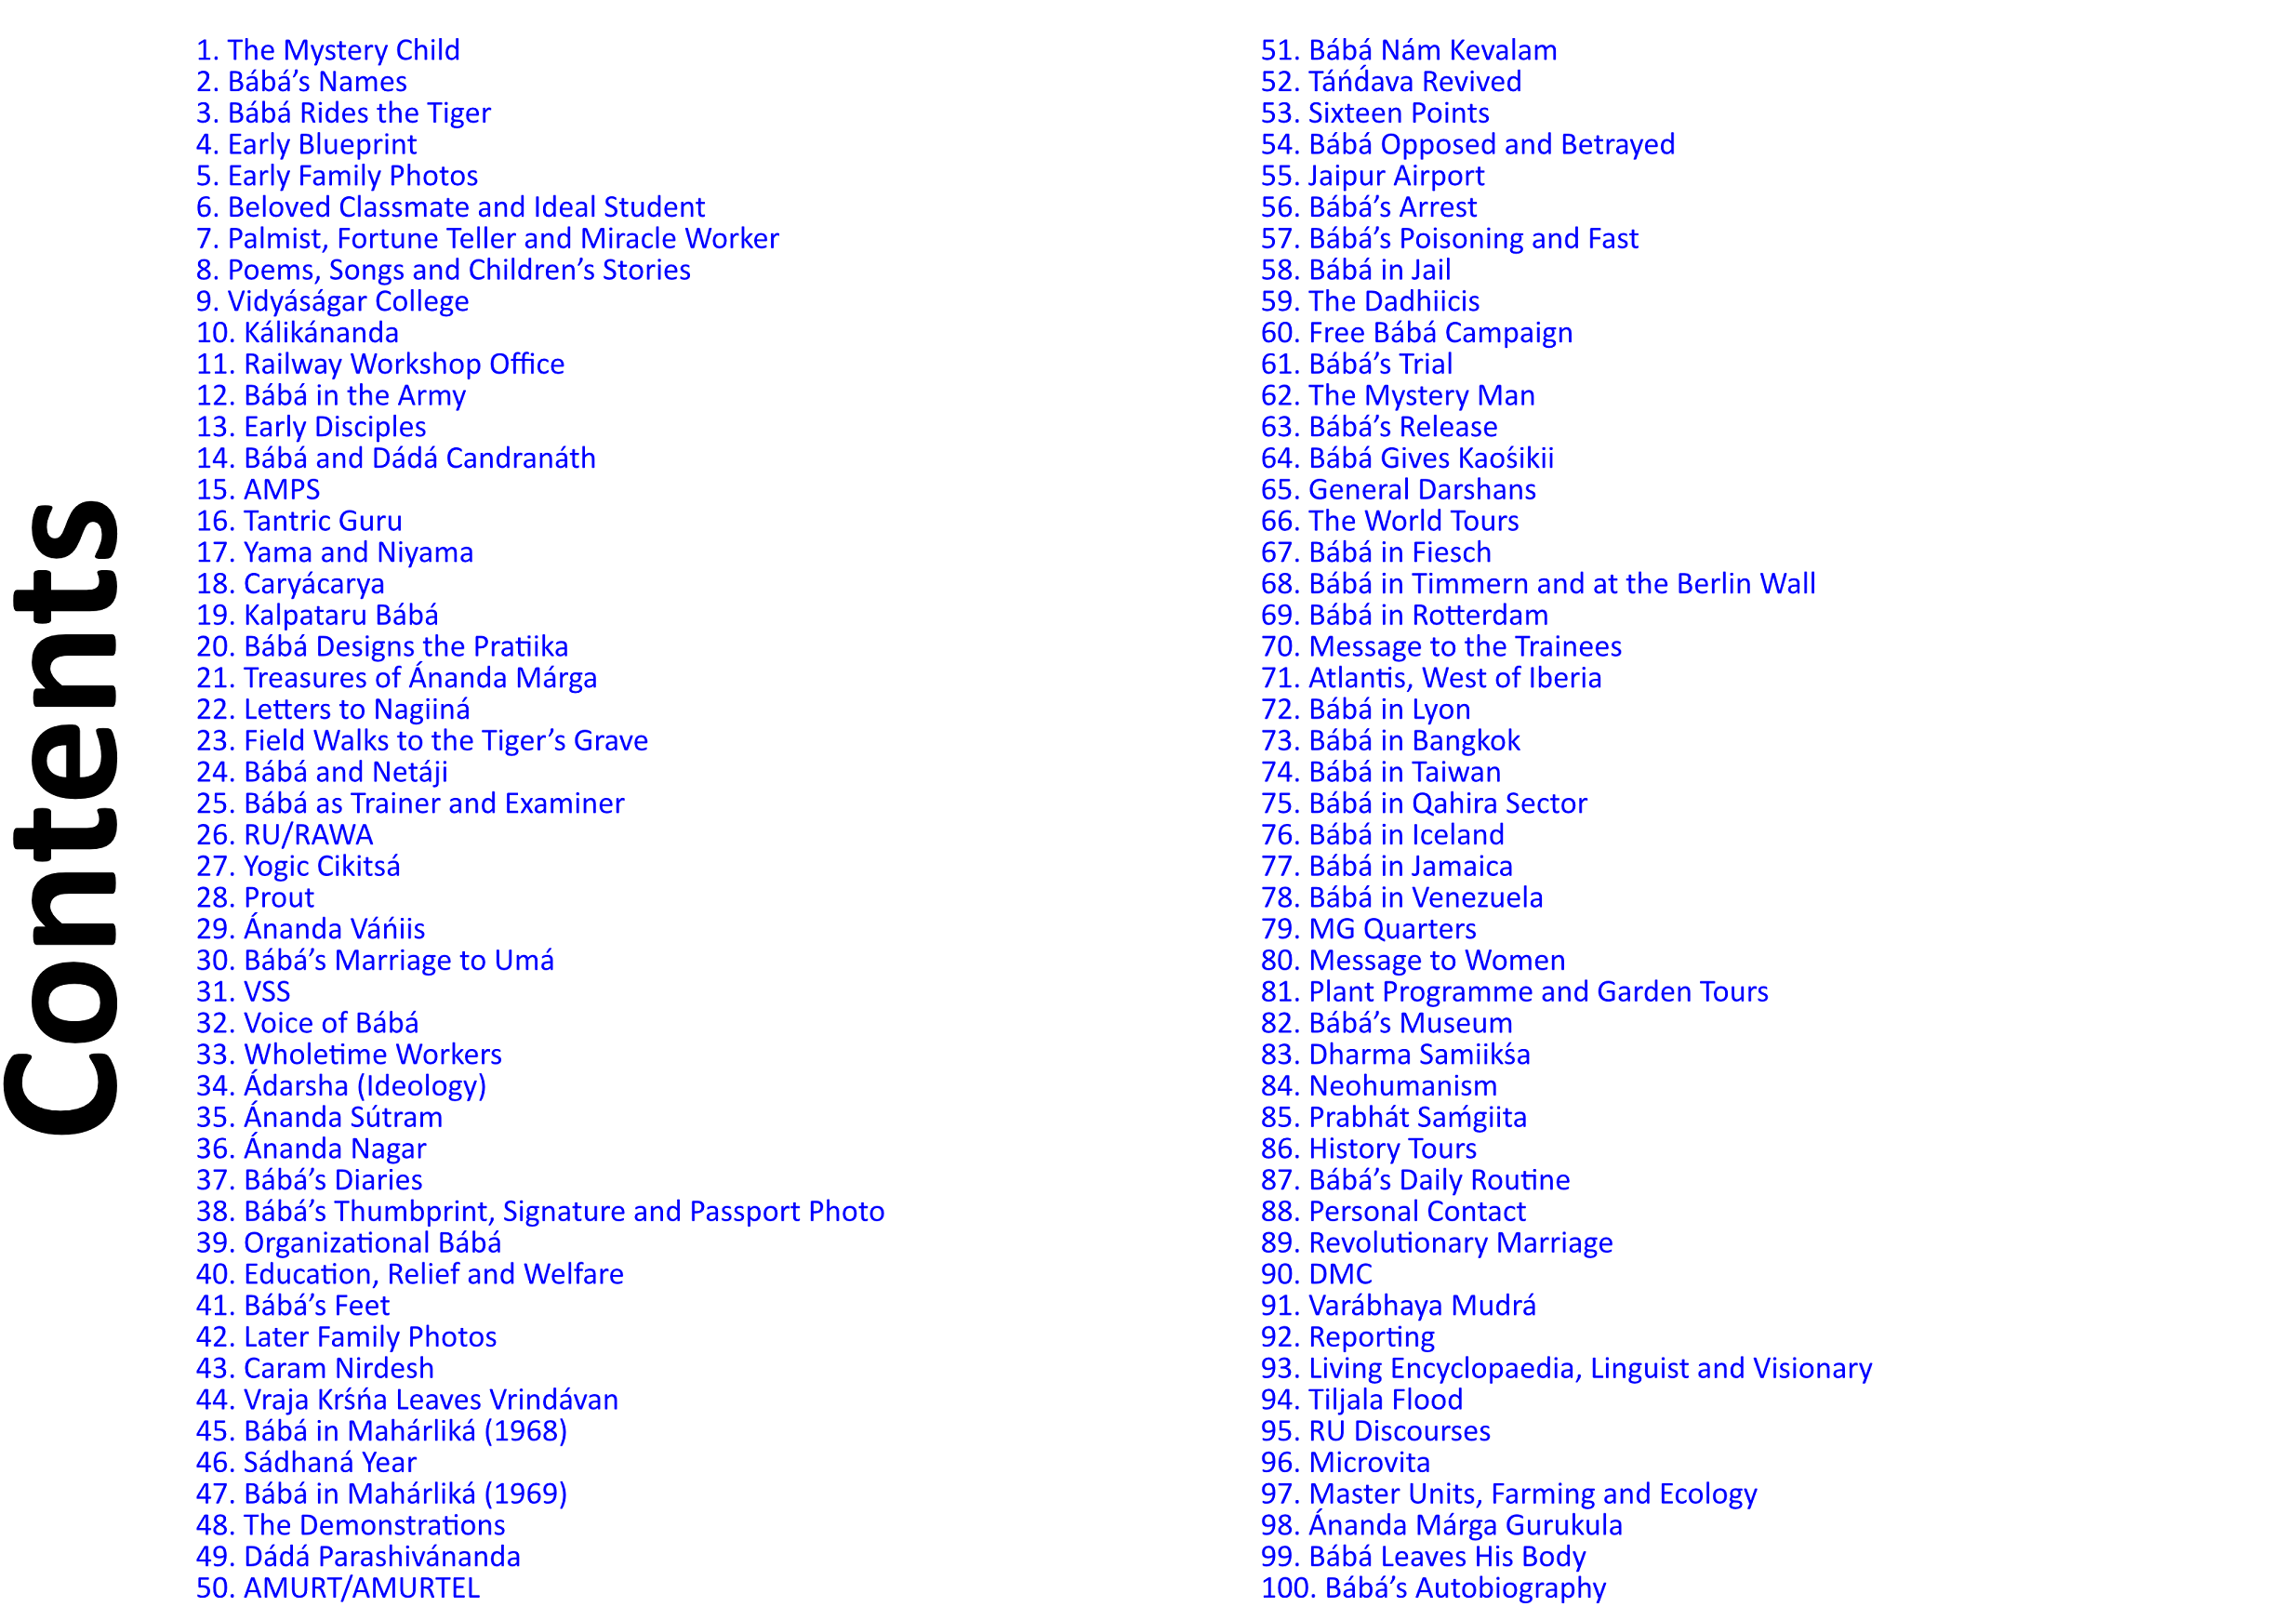 Contents
1. The Mystery Child
2. Bábá’s Names
3. Bábá Rides the Tiger
4. Early Blueprint
5. Early Family Photos
6. Beloved Classmate and Ideal Student
7. Palmist, Fortune Teller and Miracle Worker
8. Poems, Songs and Children’s Stories
9. Vidyáságar College
10. Kálikánanda
11. Railway Workshop Office
12. Bábá in the Army
13. Early Disciples
14. Bábá and Dádá Candranáth
15. AMPS
16. Tantric Guru
17. Yama and Niyama
18. Caryácarya
19. Kalpataru Bábá
20. Bábá Designs the Pratiika
21. Treasures of Ánanda Márga
22. Letters to Nagiiná
23. Field Walks to the Tiger’s Grave
24. Bábá and Netáji
25. Bábá as Trainer and Examiner
26. RU/RAWA
27. Yogic Cikitsá
28. Prout
29. Ánanda Váńiis
30. Bábá’s Marriage to Umá
31. VSS
32. Voice of Bábá
33. Wholetime Workers
34. Ádarsha (Ideology)
35. Ánanda Sútram
36. Ánanda Nagar
37. Bábá’s Diaries
38. Bábá’s Thumbprint, Signature and Passport Photo
39. Organizational Bábá
40. Education, Relief and Welfare
41. Bábá’s Feet
42. Later Family Photos
43. Caram Nirdesh
44. Vraja Krśńa Leaves Vrindávan
45. Bábá in Mahárliká (1968)
46. Sádhaná Year
47. Bábá in Mahárliká (1969)
48. The Demonstrations
49. Dádá Parashivánanda
50. AMURT/AMURTEL
51. Bábá Nám Kevalam
52. Táńd́ava Revived
53. Sixteen Points
54. Bábá Opposed and Betrayed
55. Jaipur Airport
56. Bábá’s Arrest
57. Bábá’s Poisoning and Fast
58. Bábá in Jail
59. The Dadhiicis
60. Free Bábá Campaign
61. Bábá’s Trial
62. The Mystery Man
63. Bábá’s Release
64. Bábá Gives Kaośikii
65. General Darshans
66. The World Tours
67. Bábá in Fiesch
68. Bábá in Timmern and at the Berlin Wall
69. Bábá in Rotterdam
70. Message to the Trainees
71. Atlantis, West of Iberia
72. Bábá in Lyon
73. Bábá in Bangkok
74. Bábá in Taiwan
75. Bábá in Qahira Sector
76. Bábá in Iceland
77. Bábá in Jamaica
78. Bábá in Venezuela
79. MG Quarters
80. Message to Women
81. Plant Programme and Garden Tours
82. Bábá’s Museum
83. Dharma Samiikśa
84. Neohumanism
85. Prabhát Saḿgiita
86. History Tours
87. Bábá’s Daily Routine
88. Personal Contact
89. Revolutionary Marriage
90. DMC
91. Varábhaya Mudrá
92. Reporting
93. Living Encyclopaedia, Linguist and Visionary
94. Tiljala Flood
95. RU Discourses
96. Microvita
97. Master Units, Farming and Ecology
98. Ánanda Márga Gurukula
99. Bábá Leaves His Body
100. Bábá’s Autobiography